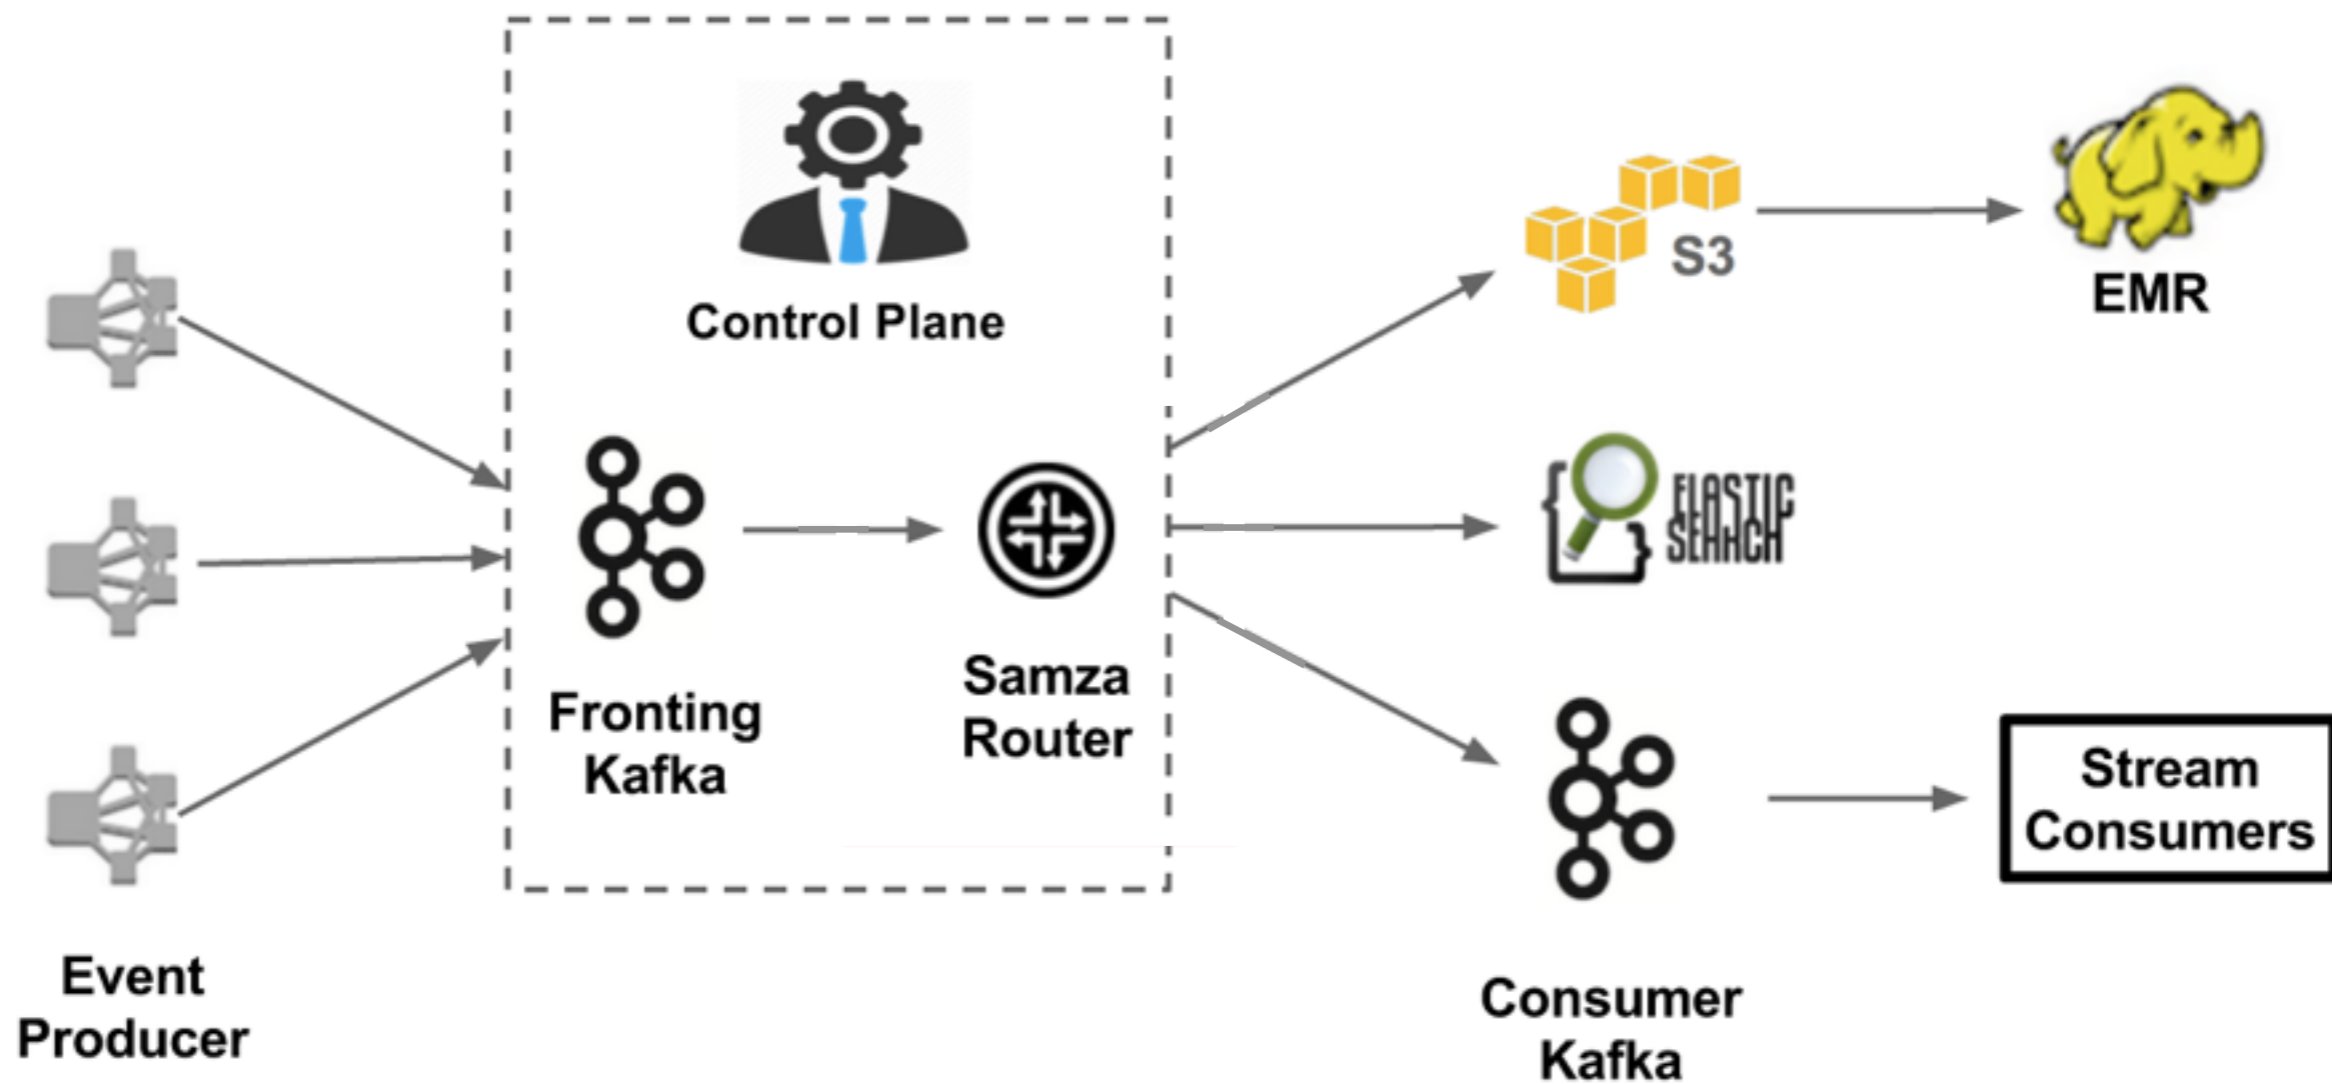 Control Plane
S3
EMR
ELASTIC
SEARCH
Fronting
Kafka
Samza
Router
Stream
Consumers
Event
Producer
Consumer
Kafka